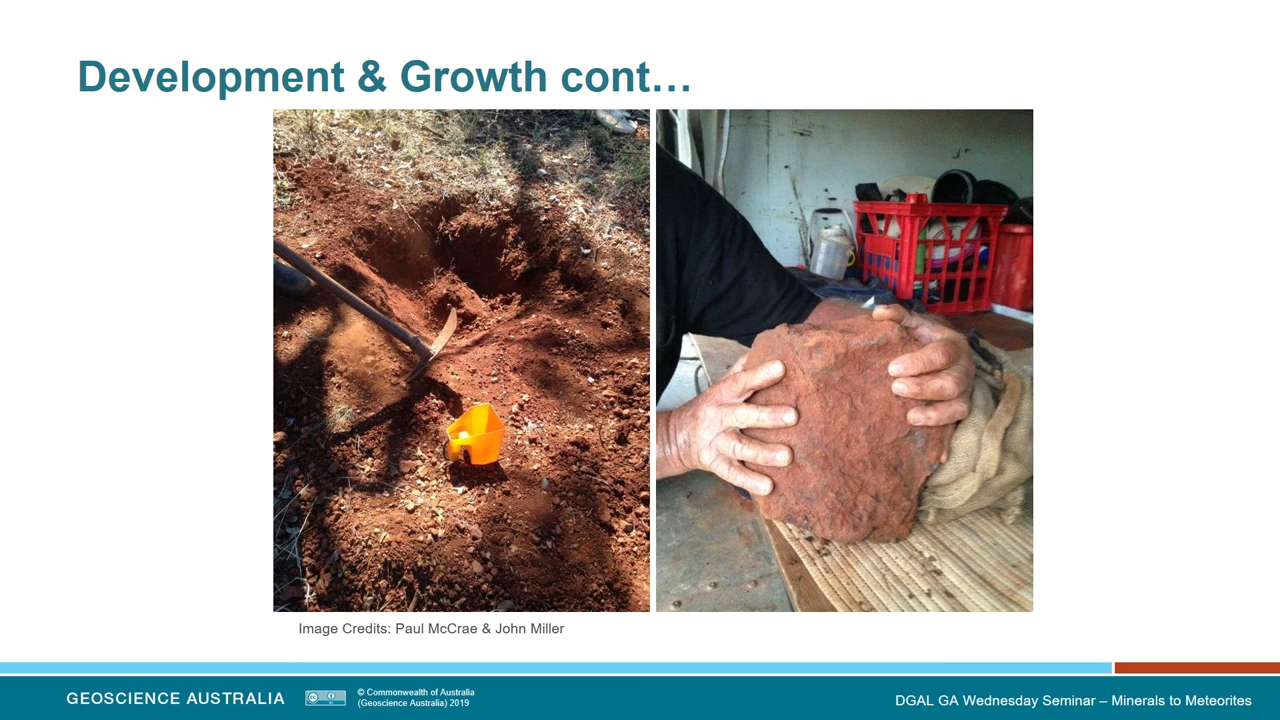 Development & Growth cont…
Image Credits: Paul McCrae & John Miller
GEOSCIENCE AUSTRALIA
© Commonwealth of Australia
(Geoscience Australia) 2019
DGAL GA Wednesday Seminar – Minerals to Meteorites